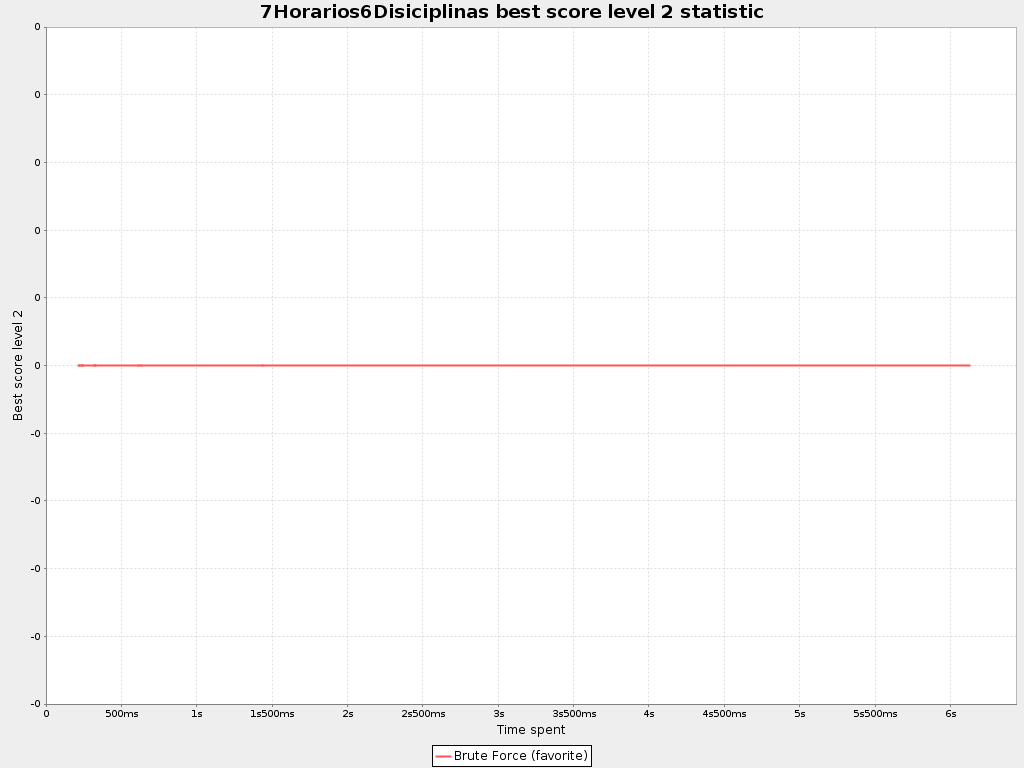 7Horarios6Disiciplinas best score level 2 statistic
0
0
0
0
0
0
-0
-0
-0
-0
-0
Best score level 2
0 500ms 1s 1s500ms 2s 2s500ms 3s 3s500ms 4s 4s500ms 5s 5s500ms 6s
Time spent
Brute Force (favorite)